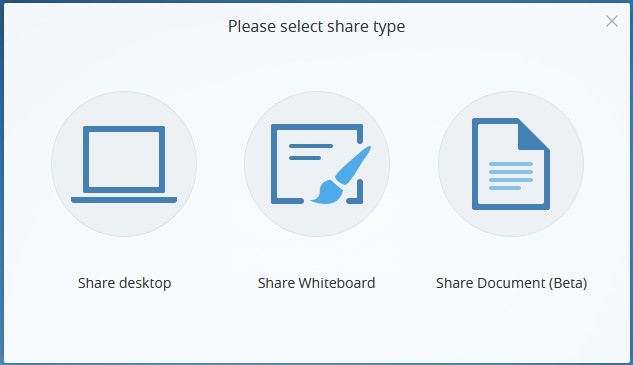 Please select share type
Share desktop
Share Whiteboard
Share Document (Beta)